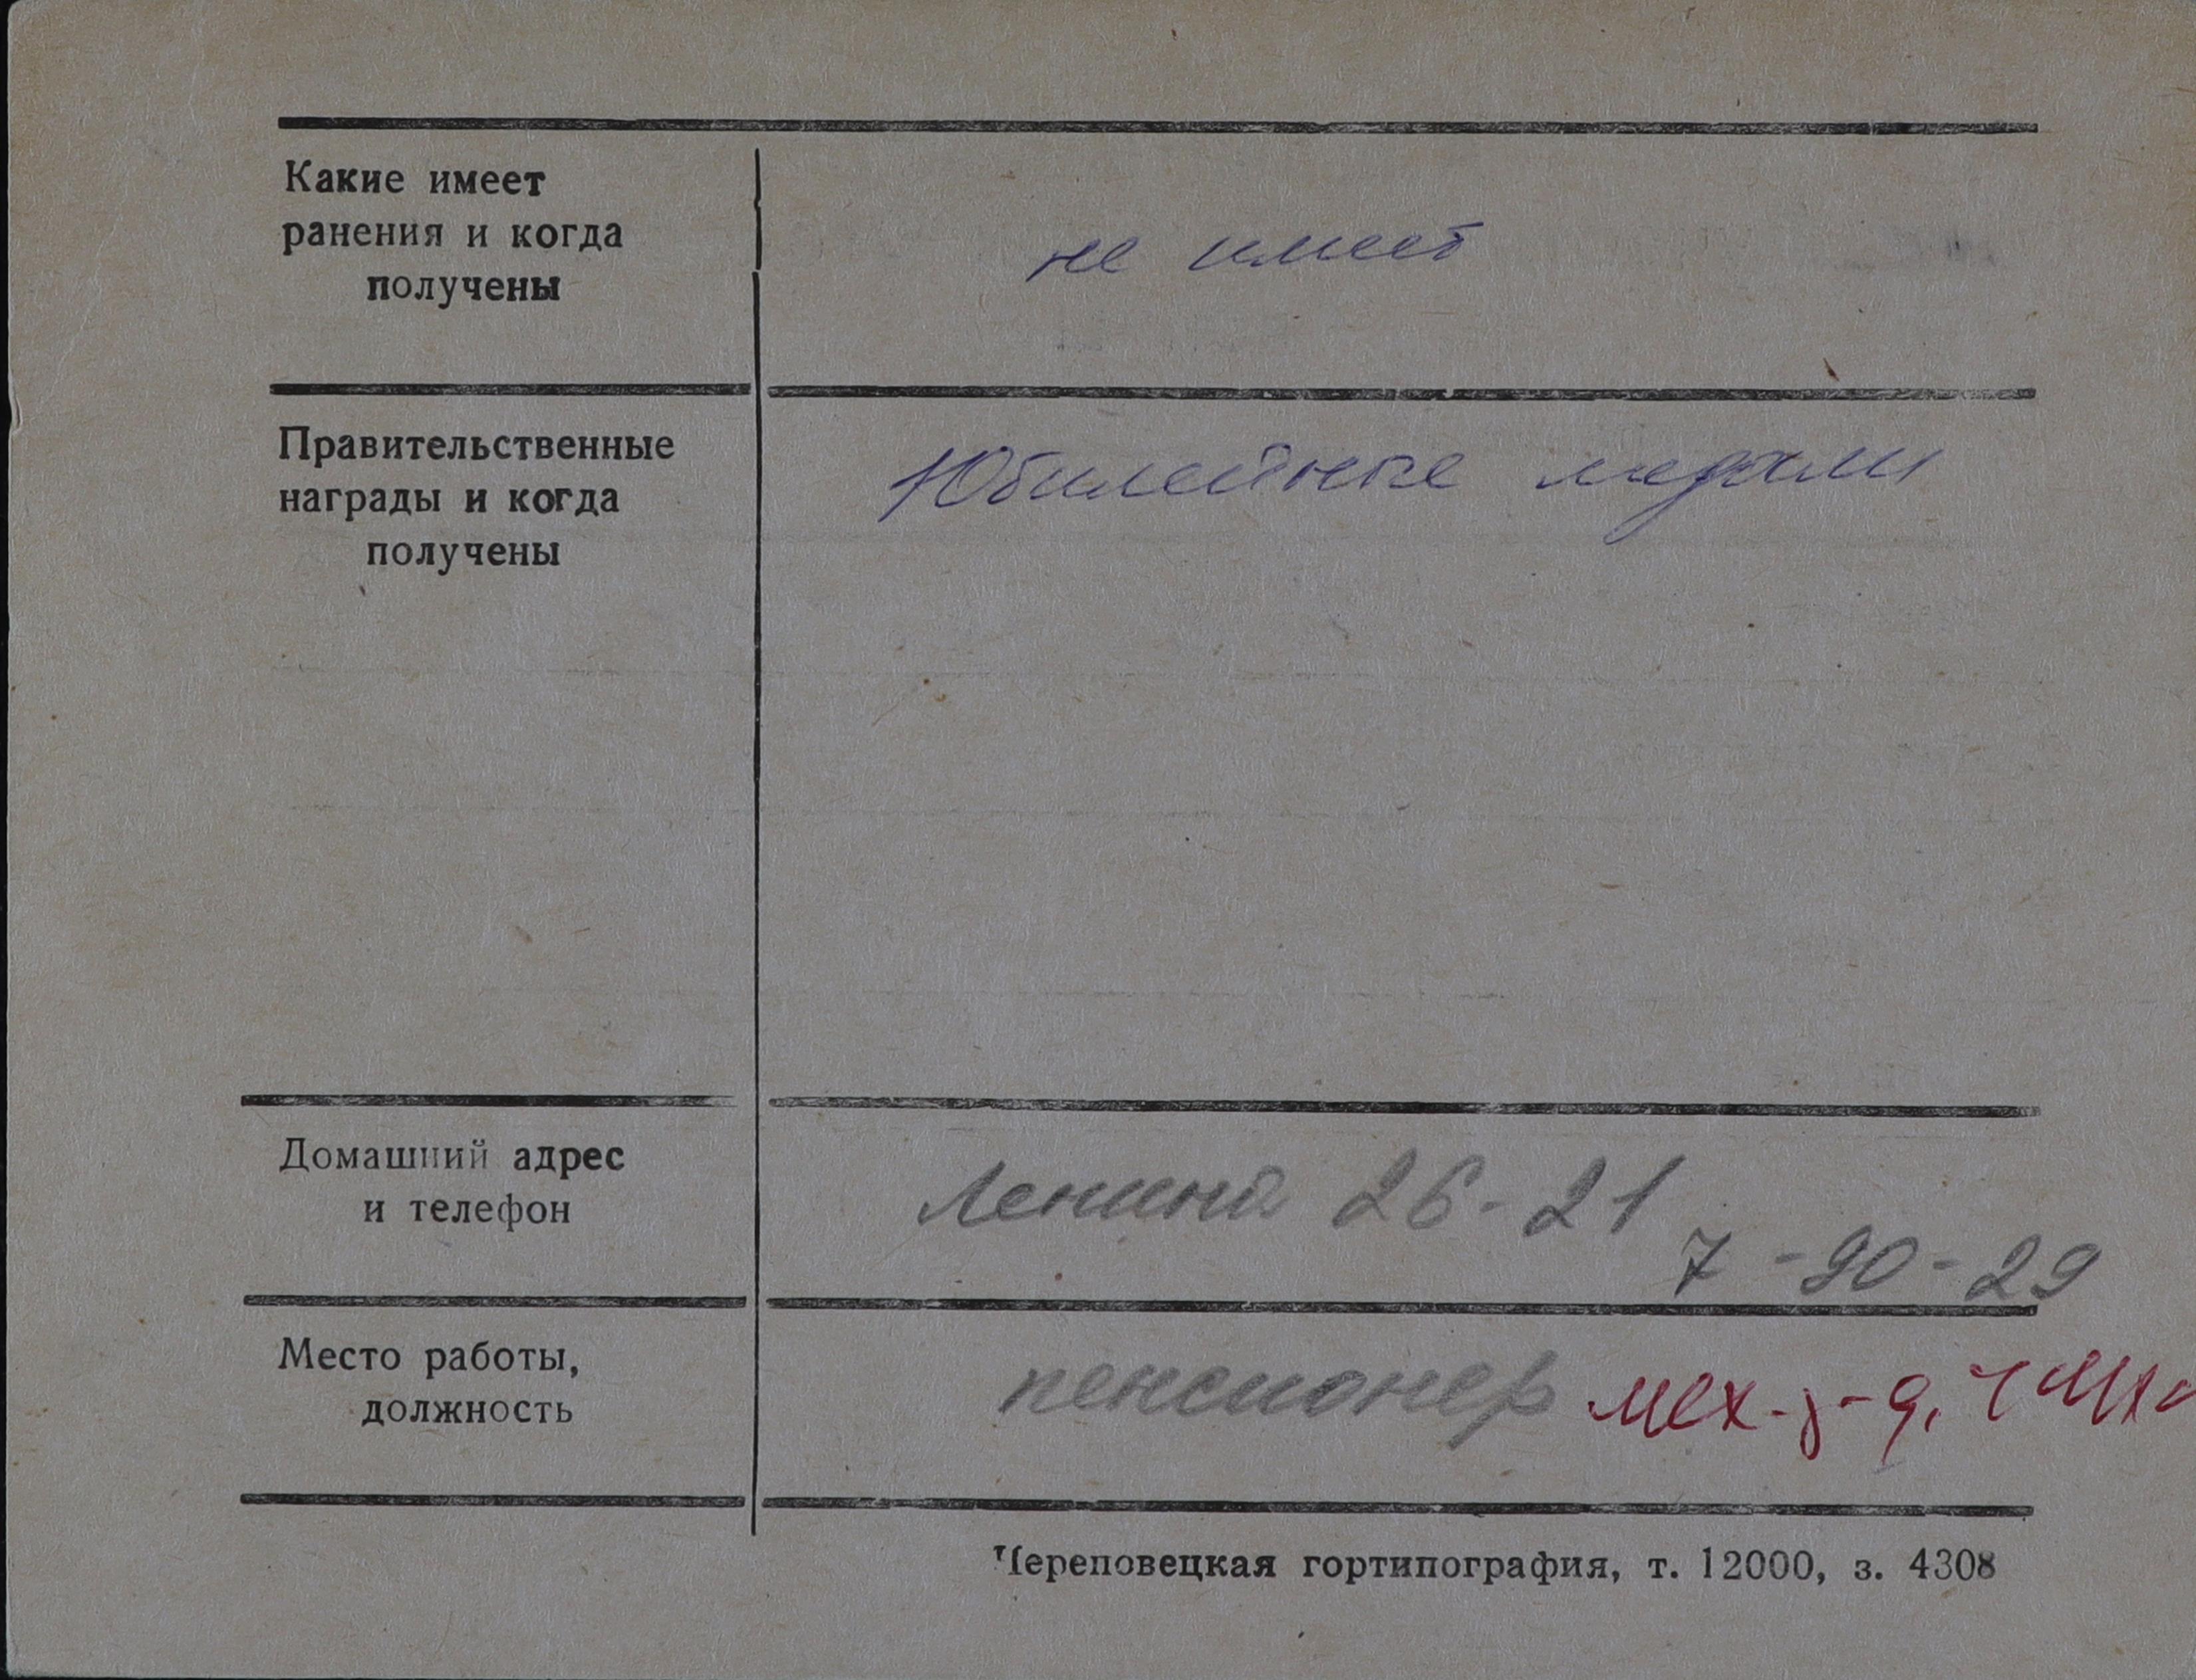 Какие имеет
ранения и когда
получены
не имеет
Правительственные
награды и когда
получены
Юбилейные медали
Домашний адрес
и телефон
Ленина 26-21
7-90-29
Место работы,
должность
пенсионер мех-
Череповецкая гортипография, т. 12000, з. 4308